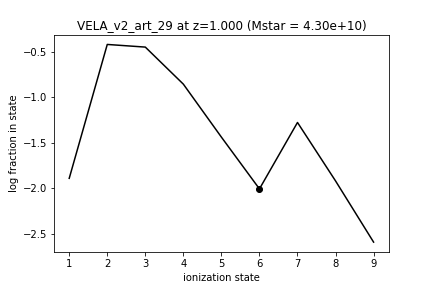 VELA_v2_art_29 at z=1.000 (Mstar = 4.30e+10)
−0.5
−1.0
−1.5
−2.0
−2.5
log fraction in state
1 2 3 4 5 6 7 8 9
ionization state